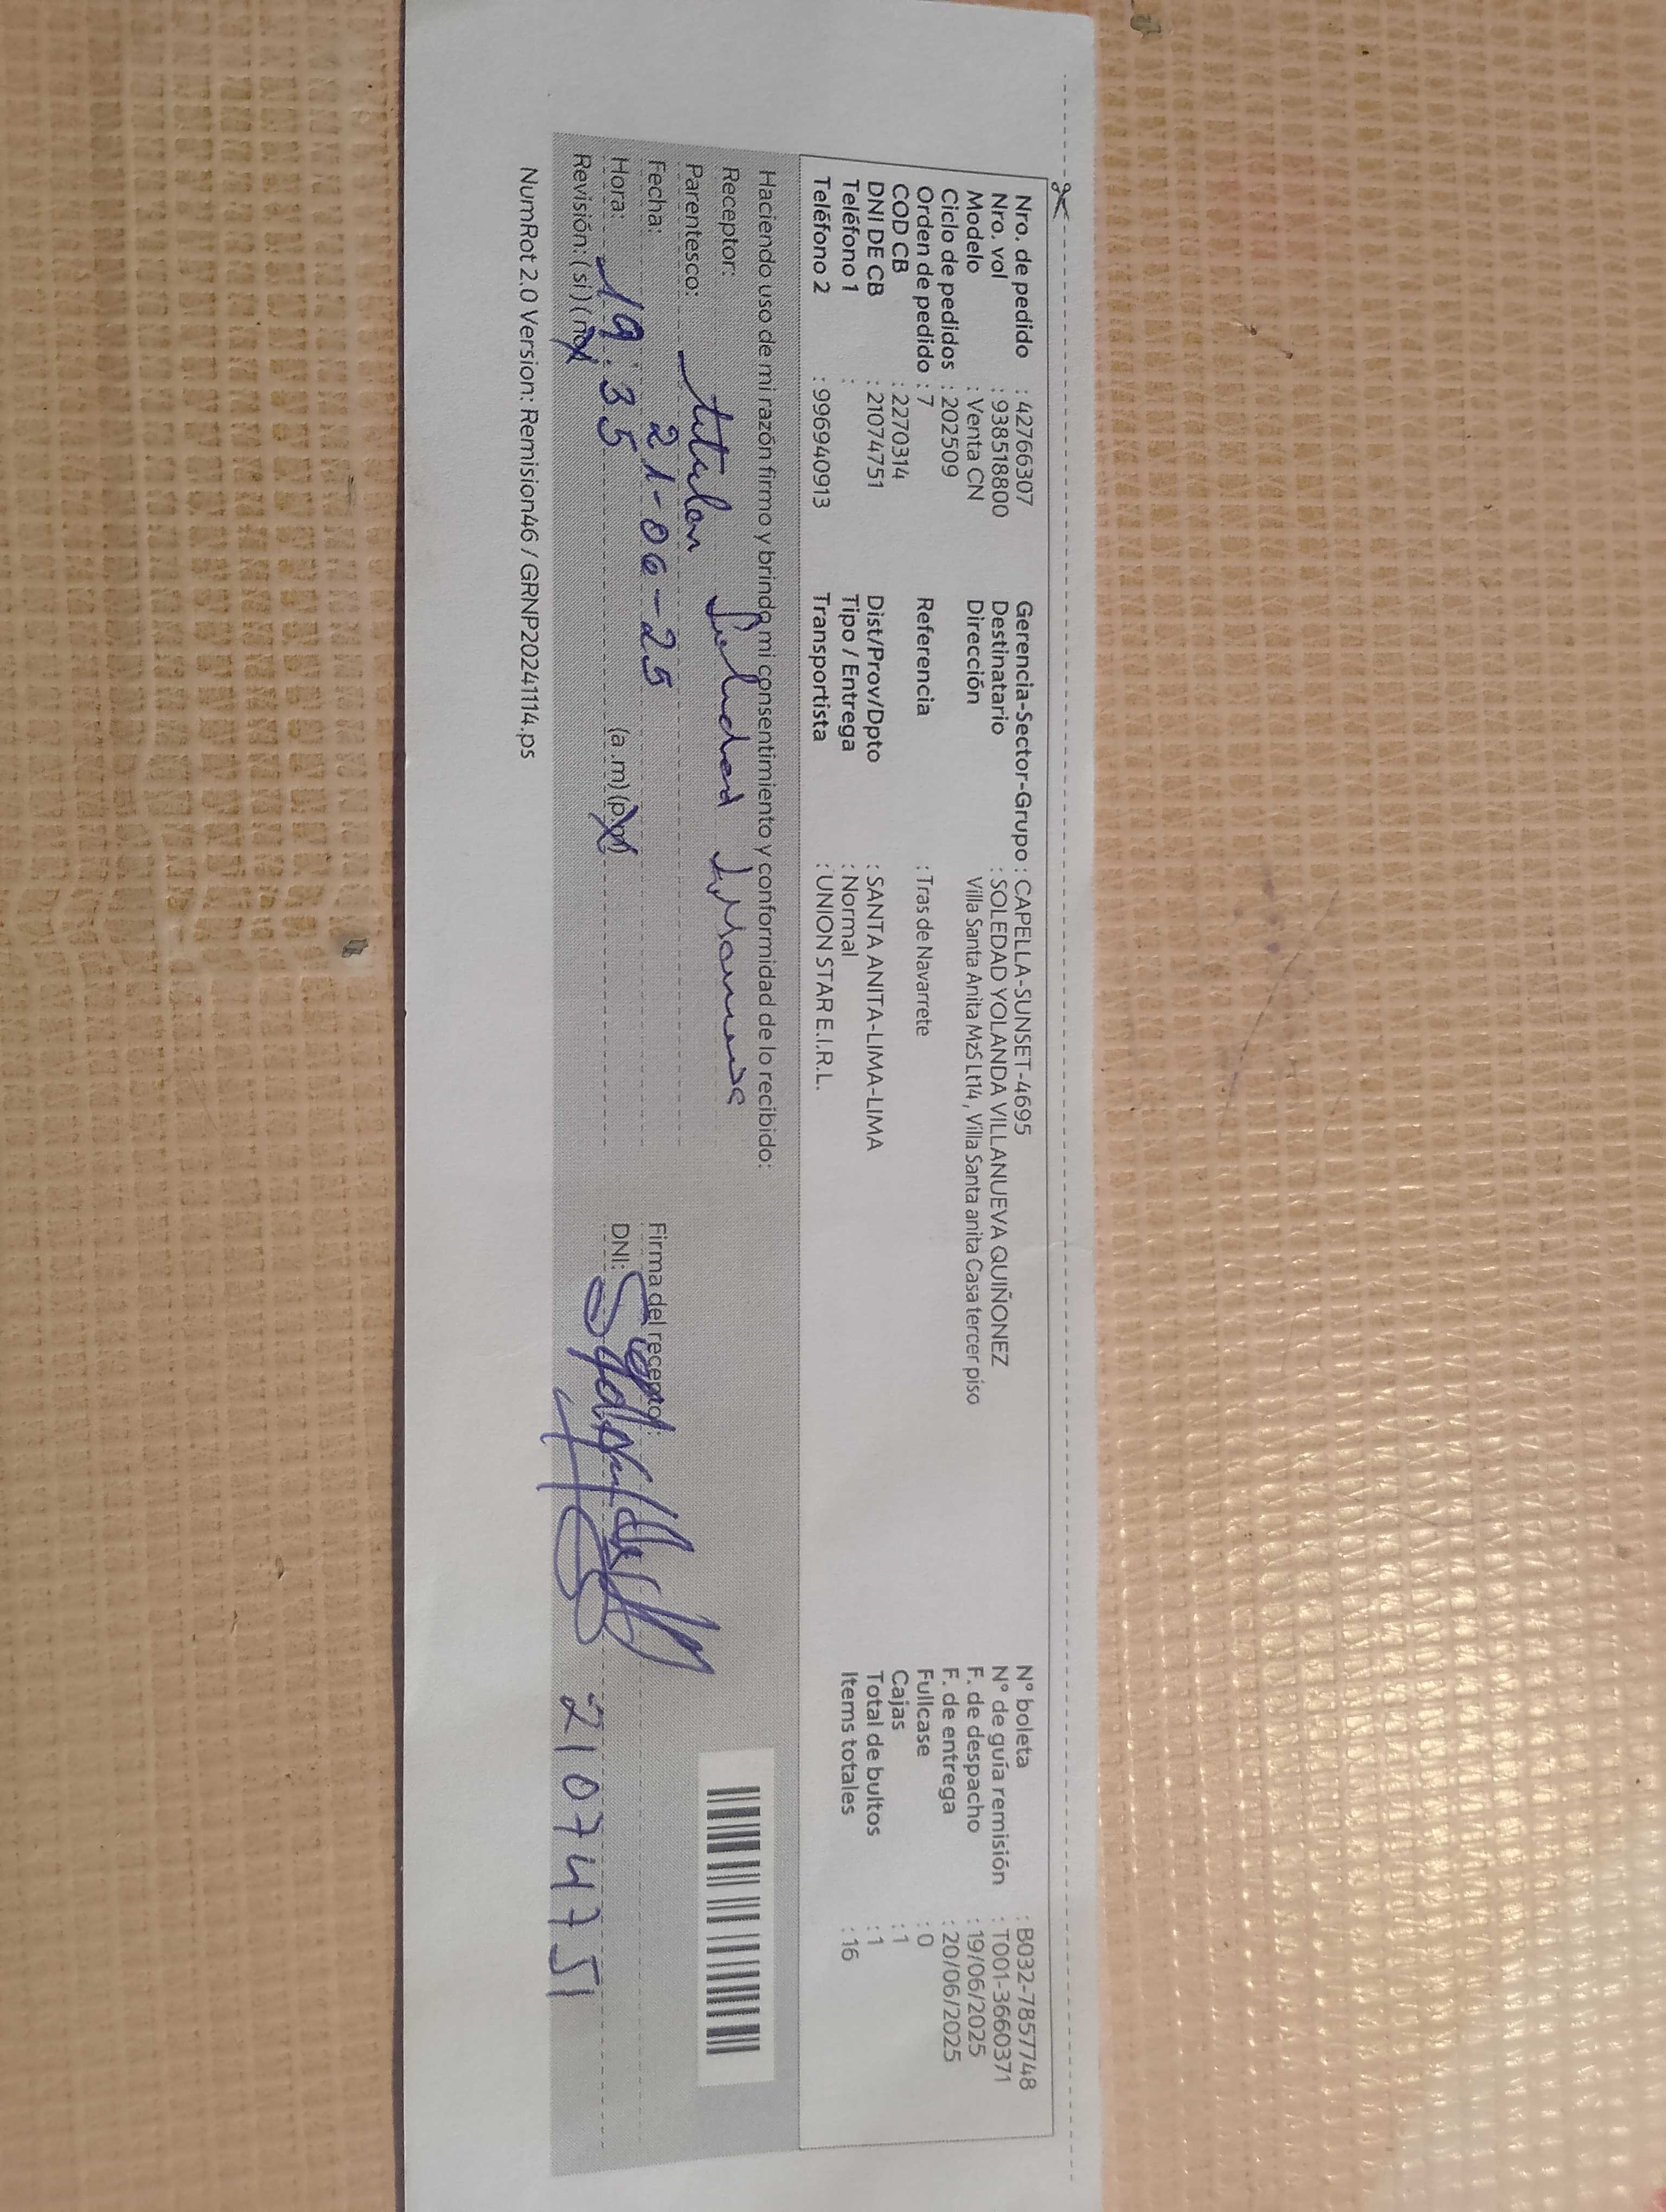 Nro. de pedido : 42766307
Nro. vol : 938518800
Modelo : Venta CN
Ciclo de pedidos : 202509
Orden de pedido : 7
COD CB : 2270314
DNI DE CB : 21074751
Teléfono 1 :
Teléfono 2 : 996940913
Gerencia-Sector-Grupo : CAPELLA-SUNSET-4695
Destinatario : SOLEDAD YOLANDA VILLANUEVA QUIÑONEZ
Dirección Villa Santa Anita MzS Lt14, Villa Santa anita Casa tercer piso
Referencia : Tras de Navarrete
Dist/Prov/Dpto : SANTA ANITA-LIMA-LIMA
Tipo / Entrega : Normal
Transportista : UNION STAR E.I.R.L.
N° boleta : B032-7857748
N° de guía remisión : T001-3660371
F. de despacho : 19/06/2025
F. de entrega : 20/06/2025
Fullcase : 0
Cajas : 1
Total de bultos : 1
Items totales : 16
Haciendo uso de mi razón firmo y brindo mi consentimiento y conformidad de lo recibido:
Receptor: Soledad
Parentesco: titular
Fecha: 21-06-25
Hora: 19:35 (a.m) (p.m)
Revisión: (si) (no)
Firma del receptor:
DNI: 21074751
NumRot 2.0 Version: Remision46 / GRNP20241114.ps